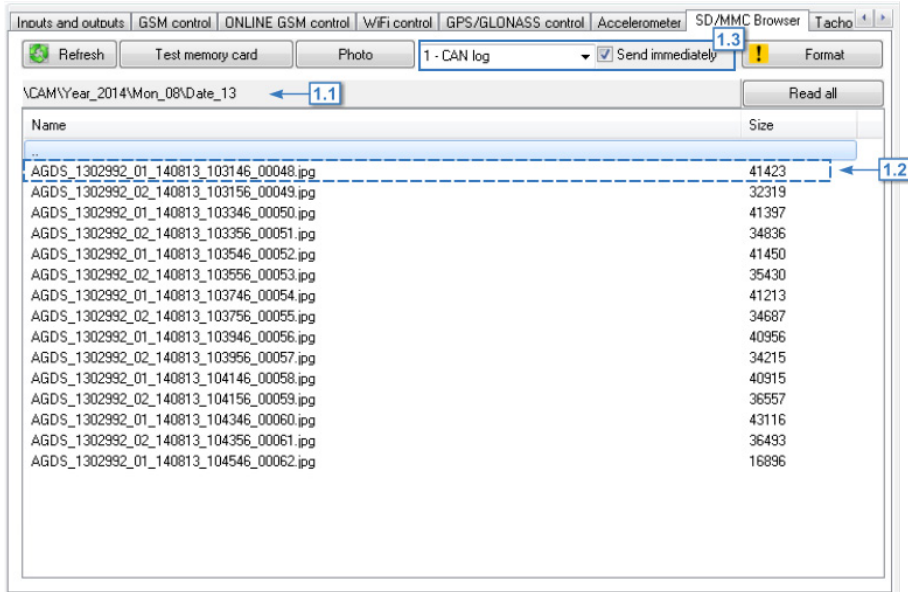 Inputs and outputs GSM control ONLINE GSM control WiFi control GPS/GLONASS control Accelerometer SD/MMC Browser Tacho
1.3
Refresh Test memory card Photo 1 - CAN log Send immediately ! Format
\CAM\Year_2014\Mon_08\Date_13 1.1 Read all
Name Size
..
AGDS_1302992_01_140813_103146_00048.jpg 41423 1.2
AGDS_1302992_02_140813_103156_00049.jpg 32319
AGDS_1302992_01_140813_103346_00050.jpg 41397
AGDS_1302992_02_140813_103356_00051.jpg 34836
AGDS_1302992_01_140813_103546_00052.jpg 41450
AGDS_1302992_02_140813_103556_00053.jpg 35430
AGDS_1302992_01_140813_103746_00054.jpg 41213
AGDS_1302992_02_140813_103756_00055.jpg 34687
AGDS_1302992_01_140813_103946_00056.jpg 40956
AGDS_1302992_02_140813_103956_00057.jpg 34215
AGDS_1302992_01_140813_104146_00058.jpg 40915
AGDS_1302992_02_140813_104156_00059.jpg 36557
AGDS_1302992_01_140813_104346_00060.jpg 43116
AGDS_1302992_02_140813_104356_00061.jpg 36493
AGDS_1302992_01_140813_104546_00062.jpg 16896